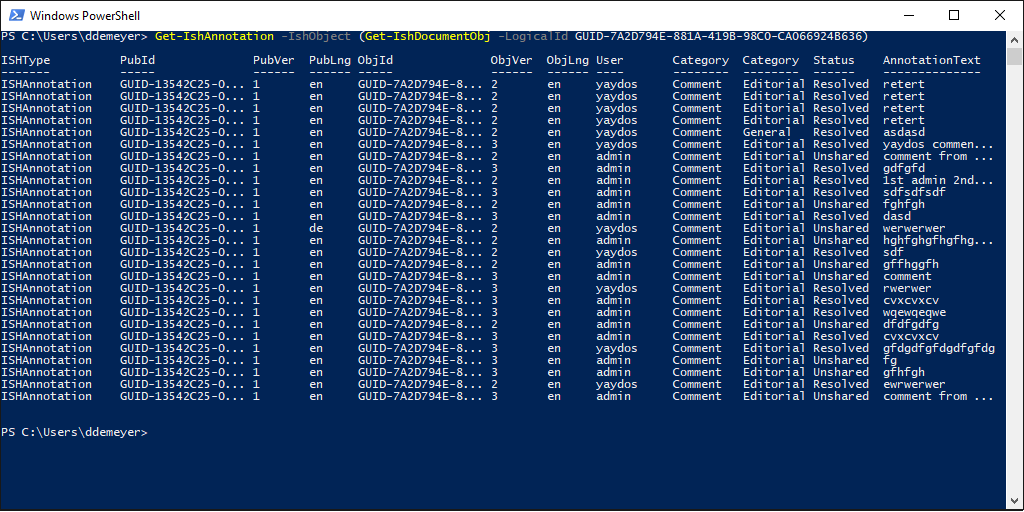 Windows PowerShell
PS C:\Users\ddemeyer> Get-IshAnnotation -IshObject (Get-IshDocumentObj -LogicalId GUID-7A2D794E-881A-419B-98C0-CA066924B636)
ISHType PubId PubVer PubLng ObjId ObjVer ObjLng User Category Category Status AnnotationText
------- ----- ------ ------ ----- ------ ------ ---- -------- -------- ------ --------------
ISHAnnotation GUID-13542C25-0... 1 en GUID-7A2D794E-8... 2 en yaydos Comment Editorial Resolved retert
ISHAnnotation GUID-13542C25-0... 1 en GUID-7A2D794E-8... 2 en yaydos Comment Editorial Resolved retert
ISHAnnotation GUID-13542C25-0... 1 en GUID-7A2D794E-8... 2 en yaydos Comment Editorial Resolved retert
ISHAnnotation GUID-13542C25-0... 1 en GUID-7A2D794E-8... 2 en yaydos Comment Editorial Resolved retert
ISHAnnotation GUID-13542C25-0... 1 en GUID-7A2D794E-8... 2 en yaydos Comment General Resolved asdasd
ISHAnnotation GUID-13542C25-0... 1 en GUID-7A2D794E-8... 3 en yaydos Comment Editorial Resolved yaydos commen...
ISHAnnotation GUID-13542C25-0... 1 en GUID-7A2D794E-8... 2 en admin Comment Editorial Unshared comment from ...
ISHAnnotation GUID-13542C25-0... 1 en GUID-7A2D794E-8... 3 en admin Comment Editorial Resolved gdfgfd
ISHAnnotation GUID-13542C25-0... 1 en GUID-7A2D794E-8... 2 en admin Comment Editorial Resolved 1st admin 2nd...
ISHAnnotation GUID-13542C25-0... 1 en GUID-7A2D794E-8... 3 en admin Comment Editorial Resolved sdfsdfsdf
ISHAnnotation GUID-13542C25-0... 1 en GUID-7A2D794E-8... 2 en admin Comment Editorial Unshared fghfgh
ISHAnnotation GUID-13542C25-0... 1 en GUID-7A2D794E-8... 3 en admin Comment Editorial Resolved dasd
ISHAnnotation GUID-13542C25-0... 1 de GUID-7A2D794E-8... 2 en yaydos Comment Editorial Unshared werwerwer
ISHAnnotation GUID-13542C25-0... 1 en GUID-7A2D794E-8... 2 en admin Comment Editorial Unshared hghfghgfhgfhg...
ISHAnnotation GUID-13542C25-0... 1 en GUID-7A2D794E-8... 2 en yaydos Comment Editorial Resolved sdf
ISHAnnotation GUID-13542C25-0... 1 en GUID-7A2D794E-8... 2 en admin Comment Editorial Unshared gffhggfh
ISHAnnotation GUID-13542C25-0... 1 en GUID-7A2D794E-8... 3 en admin Comment Editorial Unshared comment
ISHAnnotation GUID-13542C25-0... 1 en GUID-7A2D794E-8... 3 en yaydos Comment Editorial Resolved rwerwer
ISHAnnotation GUID-13542C25-0... 1 en GUID-7A2D794E-8... 3 en admin Comment Editorial Resolved cvxcvxcv
ISHAnnotation GUID-13542C25-0... 1 en GUID-7A2D794E-8... 3 en admin Comment Editorial Resolved wqewqeqwe
ISHAnnotation GUID-13542C25-0... 1 en GUID-7A2D794E-8... 2 en admin Comment Editorial Unshared dfdfgdfg
ISHAnnotation GUID-13542C25-0... 1 en GUID-7A2D794E-8... 3 en admin Comment Editorial Resolved cvxcvxcv
ISHAnnotation GUID-13542C25-0... 1 en GUID-7A2D794E-8... 3 en yaydos Comment Editorial Resolved gfdgdfgfdgdfgfdg
ISHAnnotation GUID-13542C25-0... 1 en GUID-7A2D794E-8... 3 en admin Comment Editorial Unshared fg
ISHAnnotation GUID-13542C25-0... 1 en GUID-7A2D794E-8... 3 en admin Comment Editorial Unshared gfhfgh
ISHAnnotation GUID-13542C25-0... 1 en GUID-7A2D794E-8... 2 en yaydos Comment Editorial Resolved ewrwerwer
ISHAnnotation GUID-13542C25-0... 1 en GUID-7A2D794E-8... 3 en admin Comment Editorial Unshared comment from ...
PS C:\Users\ddemeyer>